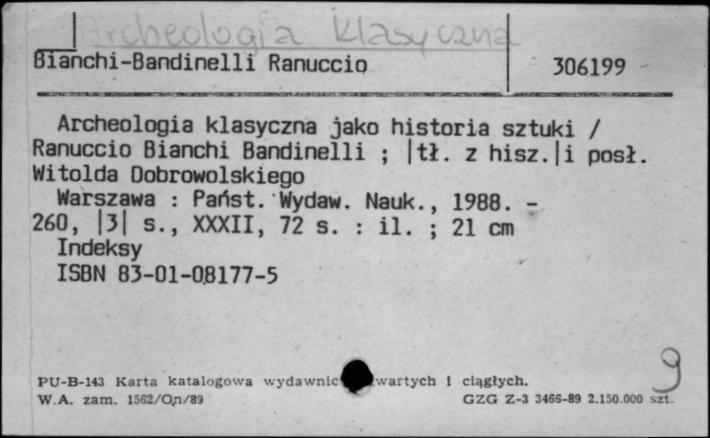 Archeologia klasyczna
Bianchi-Bandinelli Ranuccio 306199
Archeologia klasyczna jako historia sztuki /
Ranuccio Bianchi Bandinelli ; |tł. z hisz.|i posł.
Witolda Dobrowolskiego
Warszawa : Państ. Wydaw. Nauk., 1988. -
260, |3| s., XXXII, 72 s. : il. ; 21 cm
Indeksy
ISBN 83-01-08177-5
9
PU-B-143 Karta katalogowa wydawnic wartych i ciągłych.
W.A. zam. 1562/Op/89 GZG Z-3 3466-89 2.150.000 szt.